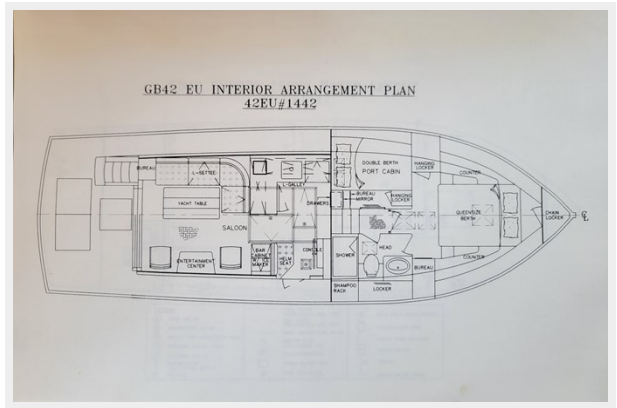 GB42 EU INTERIOR ARRANGEMENT PLAN
42EU#1442
BUREAU
L-SETTEE
YACHT TABLE
SALOON
ENTERTAINMENT
CENTER
L-GALLEY
DRAWERS
BAR
CABINET
MAKER
HELM
SEAT
CONSOLE
DOUBLE BERTH
PORT CABIN
HANGING
LOCKER
COUNTER
BUREAU
MIRROR
HANGING
LOCKER
QUEENSIZE
BERTH
CHAIN
LOCKER
HEAD
SHOWER
COUNTER
BUREAU
SHAMPOO
RACK
LOCKER